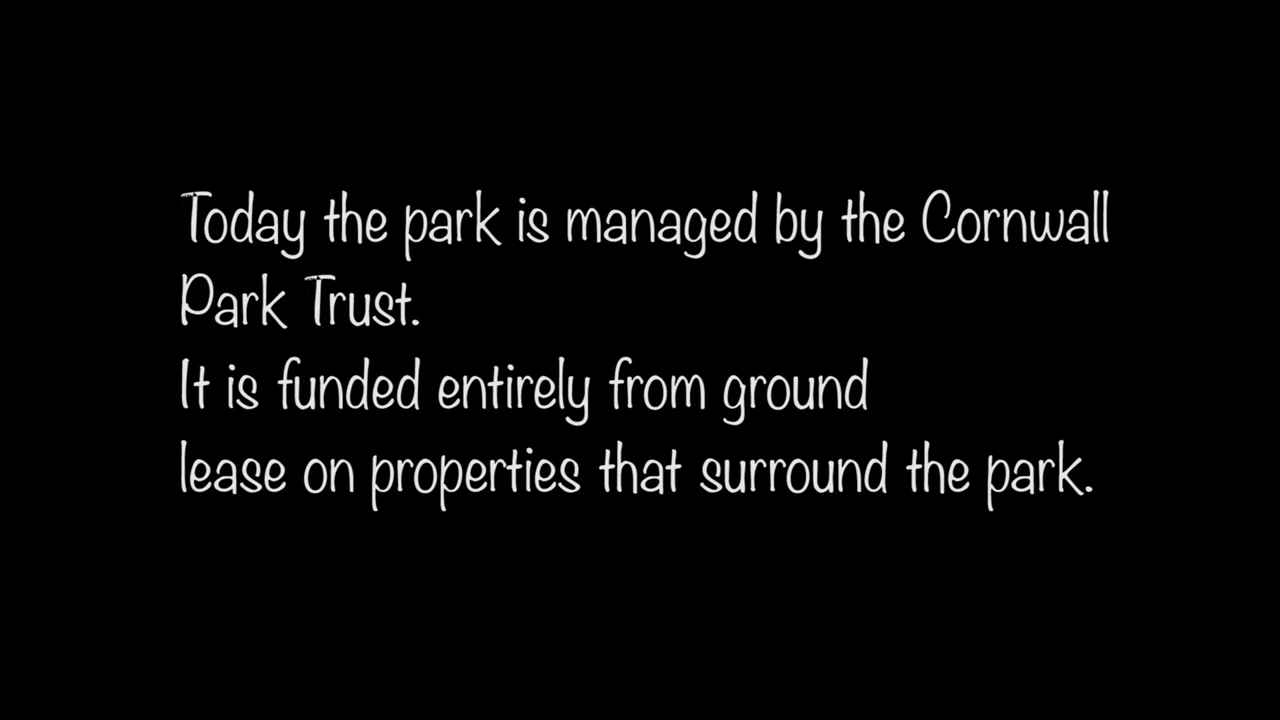 Today the park is managed by the Cornwall
Park Trust.
It is funded entirely from ground
lease on properties that surround the park.